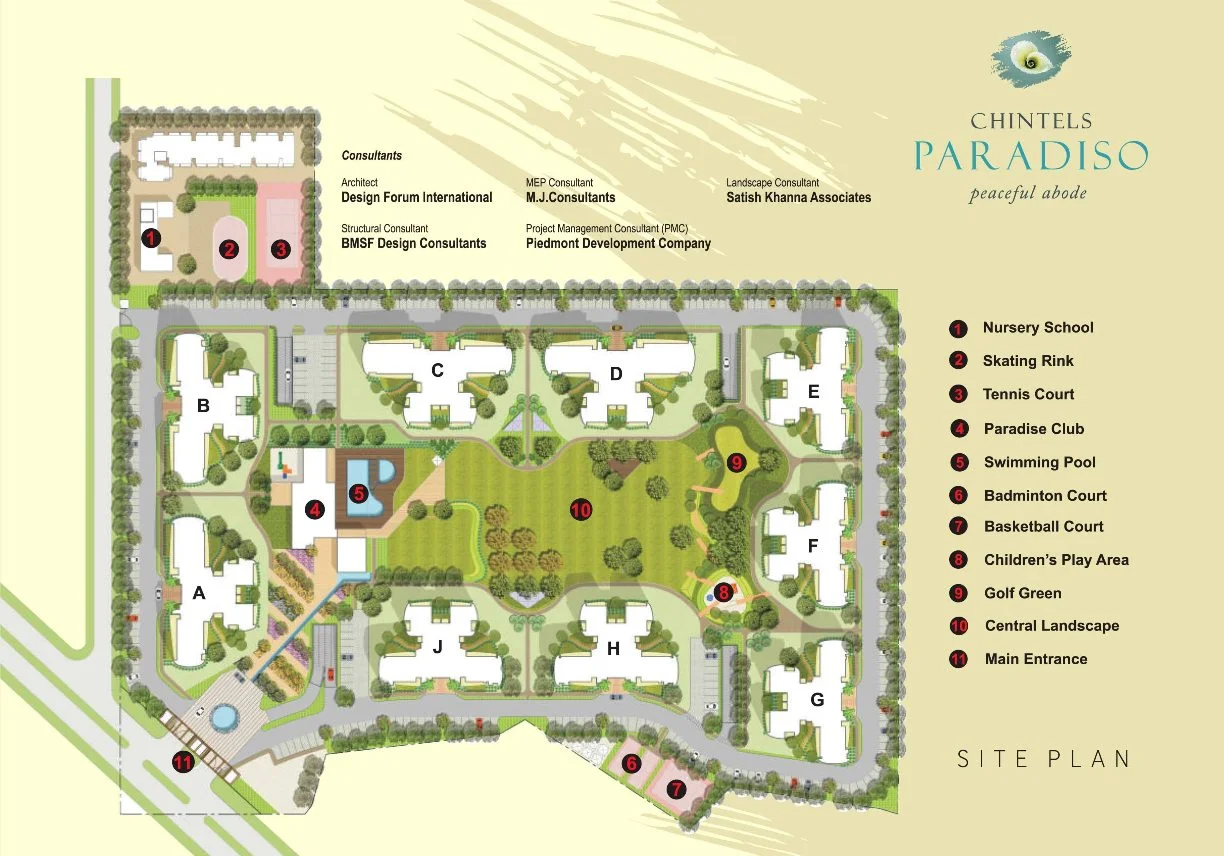 CHINTELS
PARADISO
peaceful abode
Consultants
Architect
Design Forum International
MEP Consultant
M.J.Consultants
Landscape Consultant
Satish Khanna Associates
Structural Consultant
BMSF Design Consultants
Project Management Consultant (PMC)
Piedmont Development Company
1
2
3
C
D
E
B
9
5
4
10
F
A
8
J
H
G
11
6
7
1 Nursery School
2 Skating Rink
3 Tennis Court
4 Paradise Club
5 Swimming Pool
6 Badminton Court
7 Basketball Court
8 Children's Play Area
9 Golf Green
10 Central Landscape
11 Main Entrance
SITE PLAN